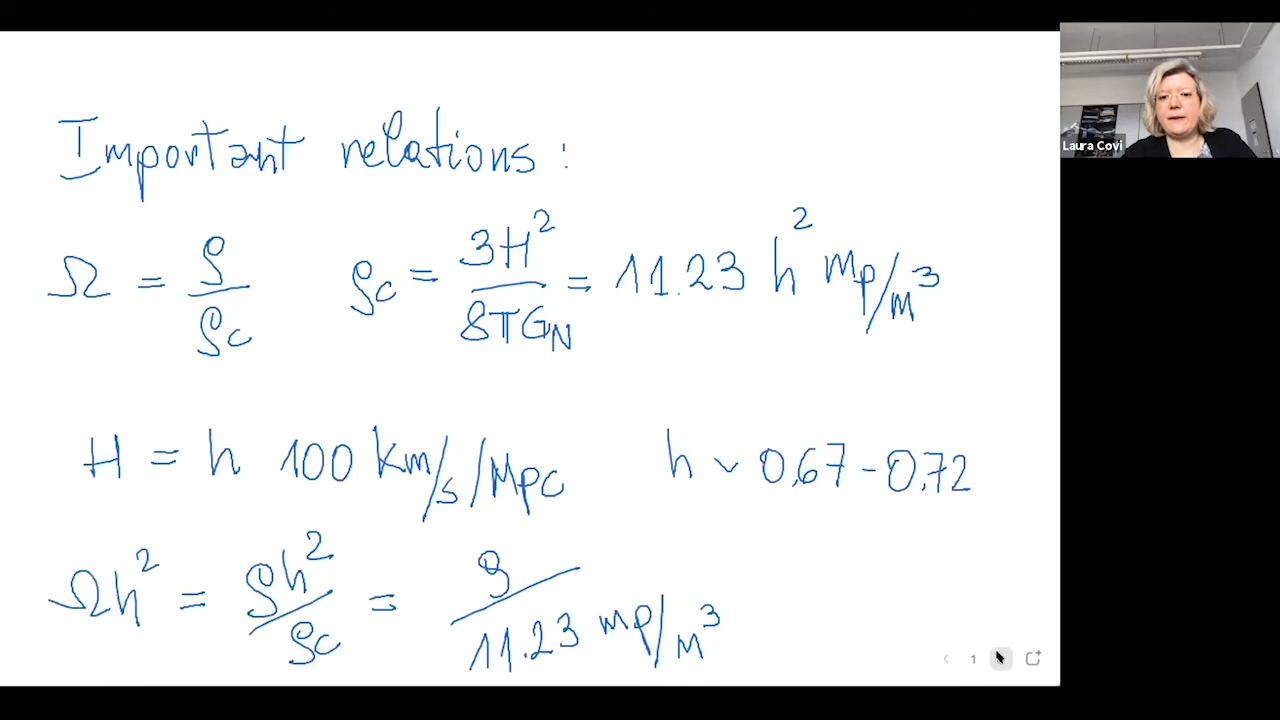 Important relations:
Ω = ρ/ρc   ρc = 3H²/8πG_N = 11.23 h² mp/m³
H = h 100 km/s/Mpc   h ~ 0,67 - 0,72
Ωh² = ρh²/ρc = ρ/11.23 mp/m³
Laura Covi
1